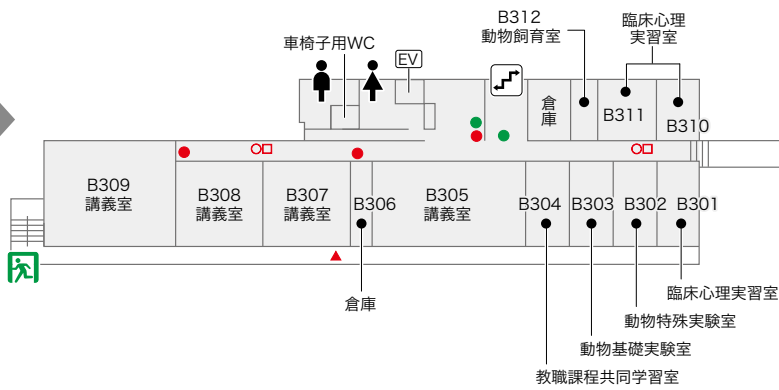 B312
動物飼育室
臨床心理
実習室
車椅子用WC
EV
倉庫
B311
B310
B309
講義室
B308
講義室
B307
講義室
B306
B305
講義室
B304
B303
B302
B301
倉庫
臨床心理実習室
動物特殊実験室
動物基礎実験室
教職課程共同学習室